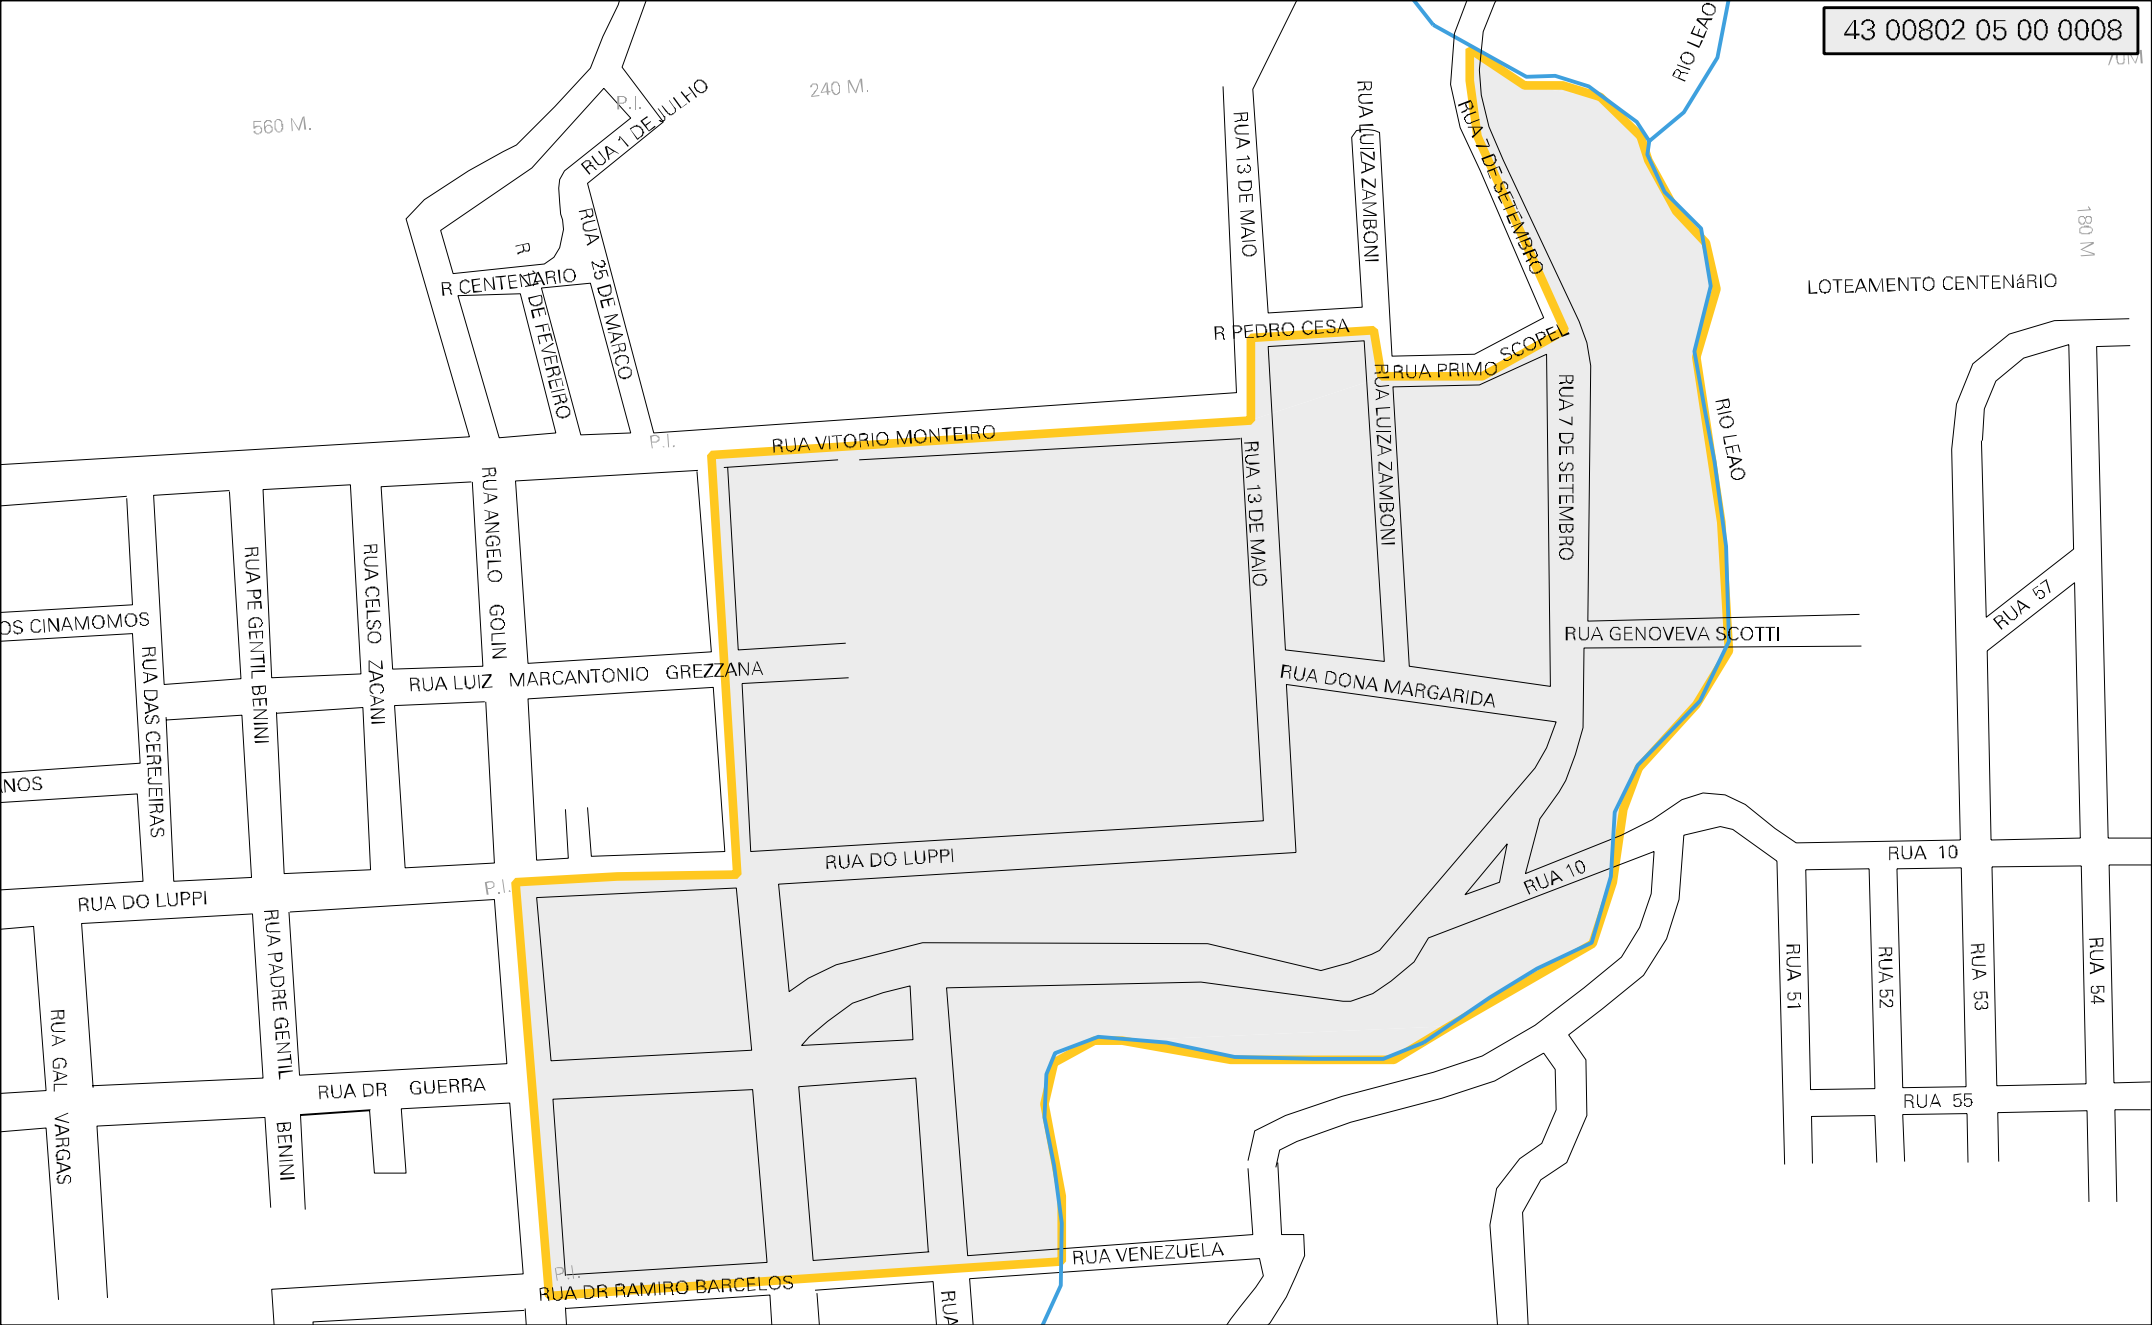 43 00802 05 00 0008
RIO LEAO
70M
240 M.
560 M.
P.I.
RUA 1 DE JULHO
RUA 13 DE MAIO
RUA LUIZA ZAMBONI
RUA 7 DE SETEMBRO
180 M
LOTEAMENTO CENTENáRIO
RUA 25 DE MARCO
R CENTENARIO
DE FEVEREIRO
R PEDRO CESA
RUA PRIMO SCOPEL
RUA LUIZA ZAMBONI
RUA 7 DE SETEMBRO
RIO LEAO
P.I.
RUA VITORIO MONTEIRO
RUA 13 DE MAIO
RUA ANGELO GOLIN
RUA PE GENTIL BENINI
RUA CELSO ZACANI
OS CINAMOMOS
RUA DAS CEREJEIRAS
RUA LUIZ MARCANTONIO GREZZANA
RUA GENOVEVA SCOTTI
RUA 57
RUA DONA MARGARIDA
NOS
RUA DO LUPPI
RUA 10
RUA 10
P.I.
RUA DO LUPPI
RUA PADRE GENTIL BENINI
RUA 51
RUA 52
RUA 53
RUA 54
RUA GAL VARGAS
RUA DR GUERRA
RUA 55
RUA VENEZUELA
P.I.
RUA DR RAMIRO BARCELOS
RUA